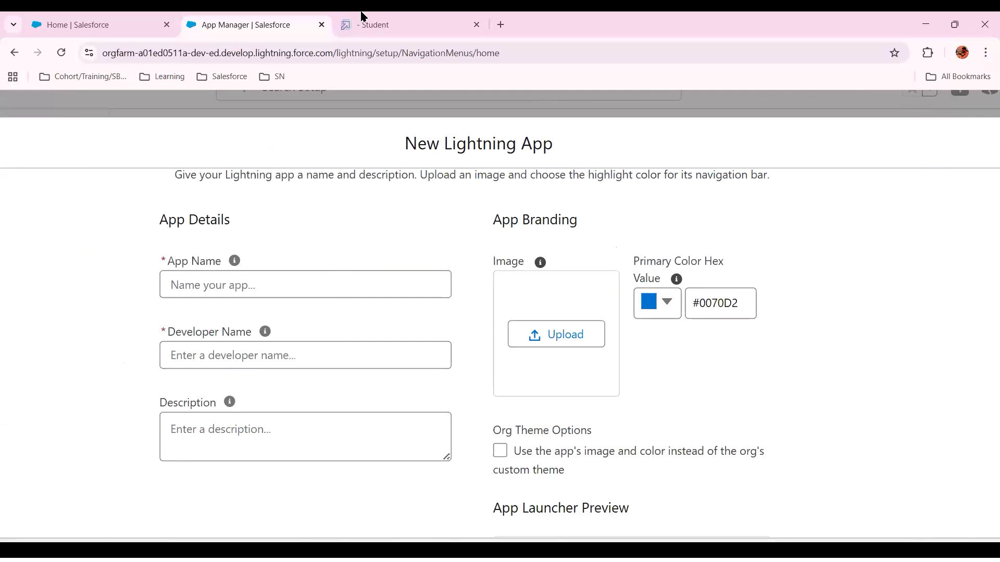 Home | Salesforce
App Manager | Salesforce
- Student
orgfarm-a01ed0511a-dev-ed.develop.lightning.force.com/lightning/setup/NavigationMenus/home
Cohort/Training/SB...
Learning
Salesforce
SN
All Bookmarks
Search Setup
New Lightning App
Give your Lightning app a name and description. Upload an image and choose the highlight color for its navigation bar.
App Details
App Branding
*App Name
Name your app...
*Developer Name
Enter a developer name...
Description
Enter a description...
Image
Upload
Primary Color Hex
Value
#0070D2
Org Theme Options
Use the app's image and color instead of the org's
custom theme
App Launcher Preview